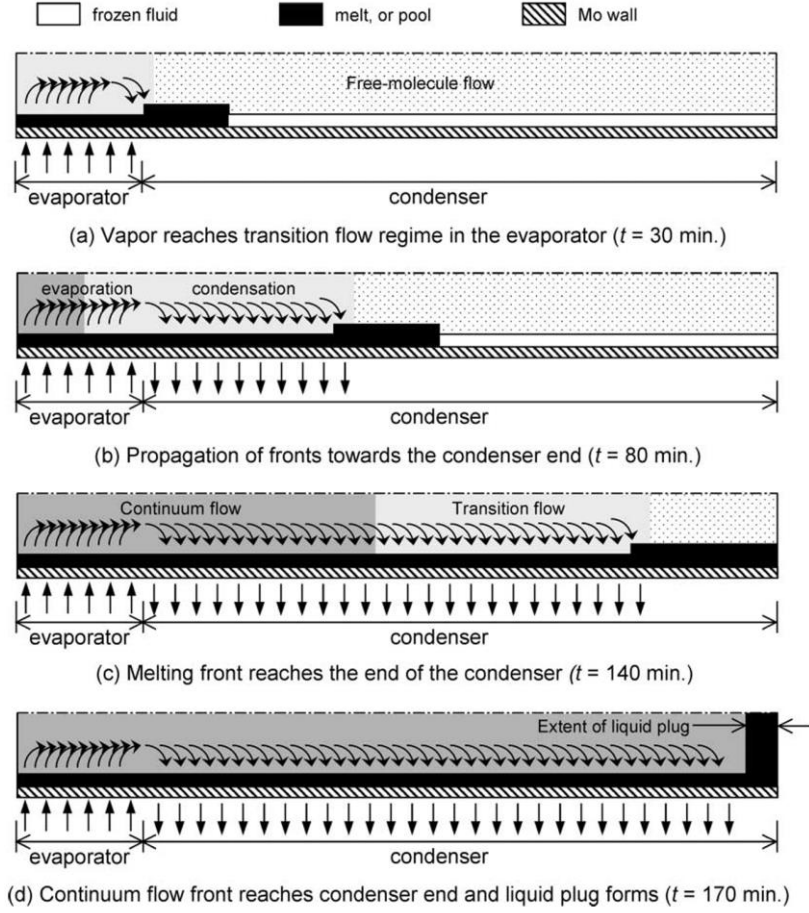 frozen fluid melt, or pool Mo wall
Free-molecule flow
evaporator condenser
(a) Vapor reaches transition flow regime in the evaporator (t = 30 min.)
evaporation condensation
evaporator condenser
(b) Propagation of fronts towards the condenser end (t = 80 min.)
Continuum flow Transition flow
evaporator condenser
(c) Melting front reaches the end of the condenser (t = 140 min.)
Extent of liquid plug
evaporator condenser
(d) Continuum flow front reaches condenser end and liquid plug forms (t = 170 min.)